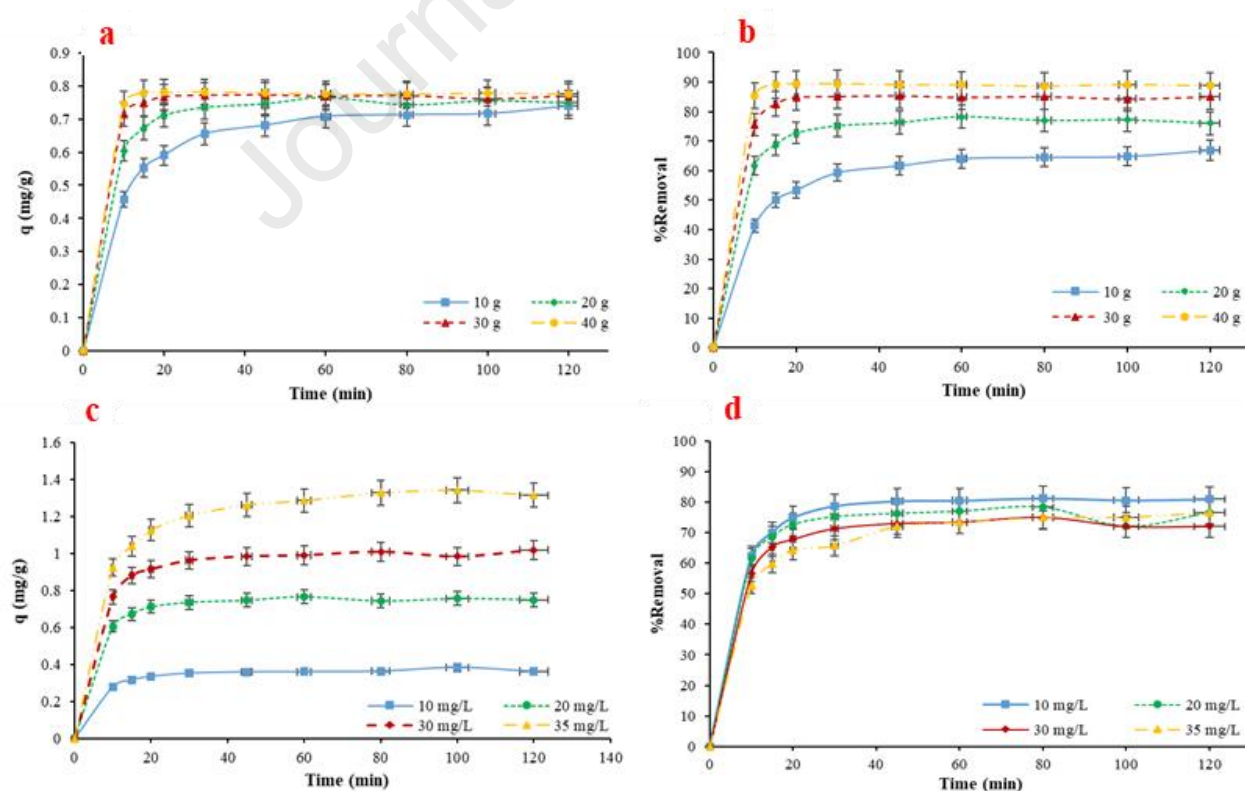 Journ
a
0.9
0.8
0.7
0.6
0.5
0.4
0.3
0.2
0.1
0
q (mg/g)
0 20 40 60 80 100 120
Time (min)
10 g 20 g
30 g 40 g
b
100
90
80
70
60
50
40
30
20
10
0
%Removal
0 20 40 60 80 100 120
Time (min)
10 g 20 g
30 g 40 g
c
1.6
1.4
1.2
1
0.8
0.6
0.4
0.2
0
q (mg/g)
0 20 40 60 80 100 120 140
Time (min)
10 mg/L 20 mg/L
30 mg/L 35 mg/L
d
100
90
80
70
60
50
40
30
20
10
0
%Removal
0 20 40 60 80 100 120
Time (min)
10 mg/L 20 mg/L
30 mg/L 35 mg/L